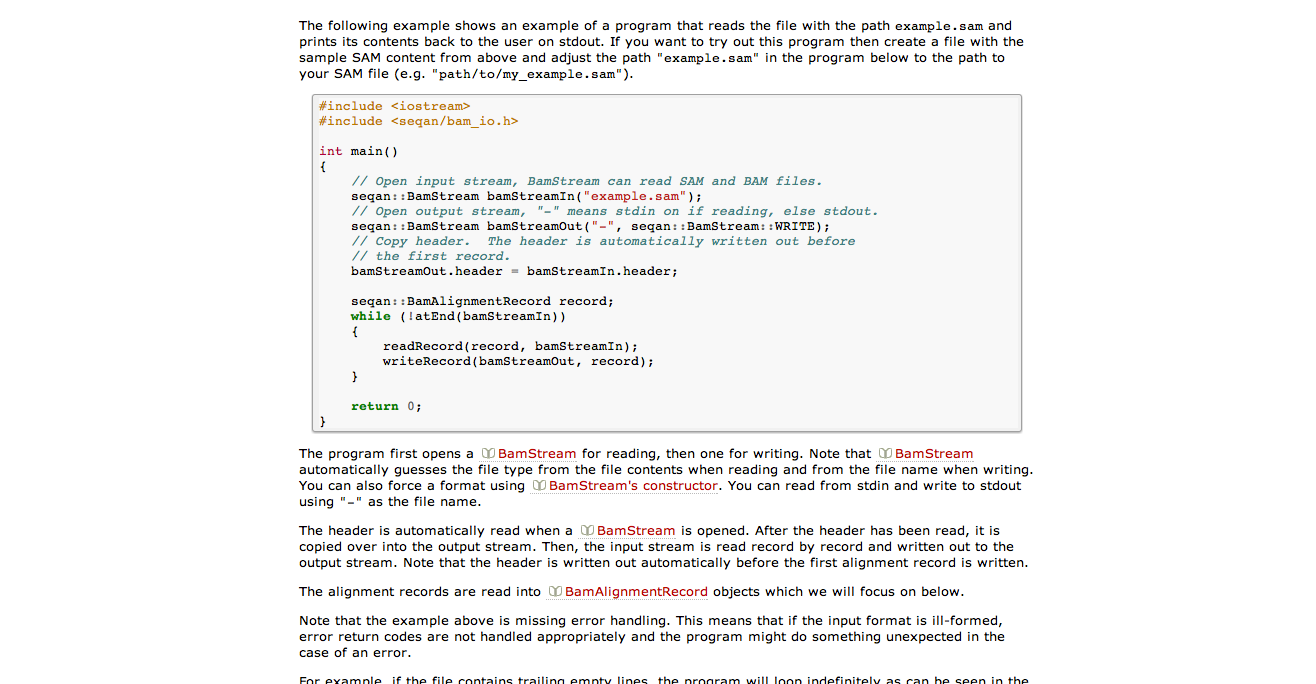 The following example shows an example of a program that reads the file with the path example.sam and
prints its contents back to the user on stdout. If you want to try out this program then create a file with the
sample SAM content from above and adjust the path "example.sam" in the program below to the path to
your SAM file (e.g. "path/to/my_example.sam").
#include <iostream>
#include <seqan/bam_io.h>
int main()
{
    // Open input stream, BamStream can read SAM and BAM files.
    seqan::BamStream bamStreamIn("example.sam");
    // Open output stream, "-" means stdin on if reading, else stdout.
    seqan::BamStream bamStreamOut("-", seqan::BamStream::WRITE);
    // Copy header.  The header is automatically written out before
    // the first record.
    bamStreamOut.header = bamStreamIn.header;
    seqan::BamAlignmentRecord record;
    while (!atEnd(bamStreamIn))
    {
        readRecord(record, bamStreamIn);
        writeRecord(bamStreamOut, record);
    }
    return 0;
}
The program first opens a BamStream for reading, then one for writing. Note that BamStream
automatically guesses the file type from the file contents when reading and from the file name when writing.
You can also force a format using BamStream's constructor. You can read from stdin and write to stdout
using "-" as the file name.
The header is automatically read when a BamStream is opened. After the header has been read, it is
copied over into the output stream. Then, the input stream is read record by record and written out to the
output stream. Note that the header is written out automatically before the first alignment record is written.
The alignment records are read into BamAlignmentRecord objects which we will focus on below.
Note that the example above is missing error handling. This means that if the input format is ill-formed,
error return codes are not handled appropriately and the program might do something unexpected in the
case of an error.
For example, if the file contains trailing empty lines, the program will loop indefinitely as can be seen in the